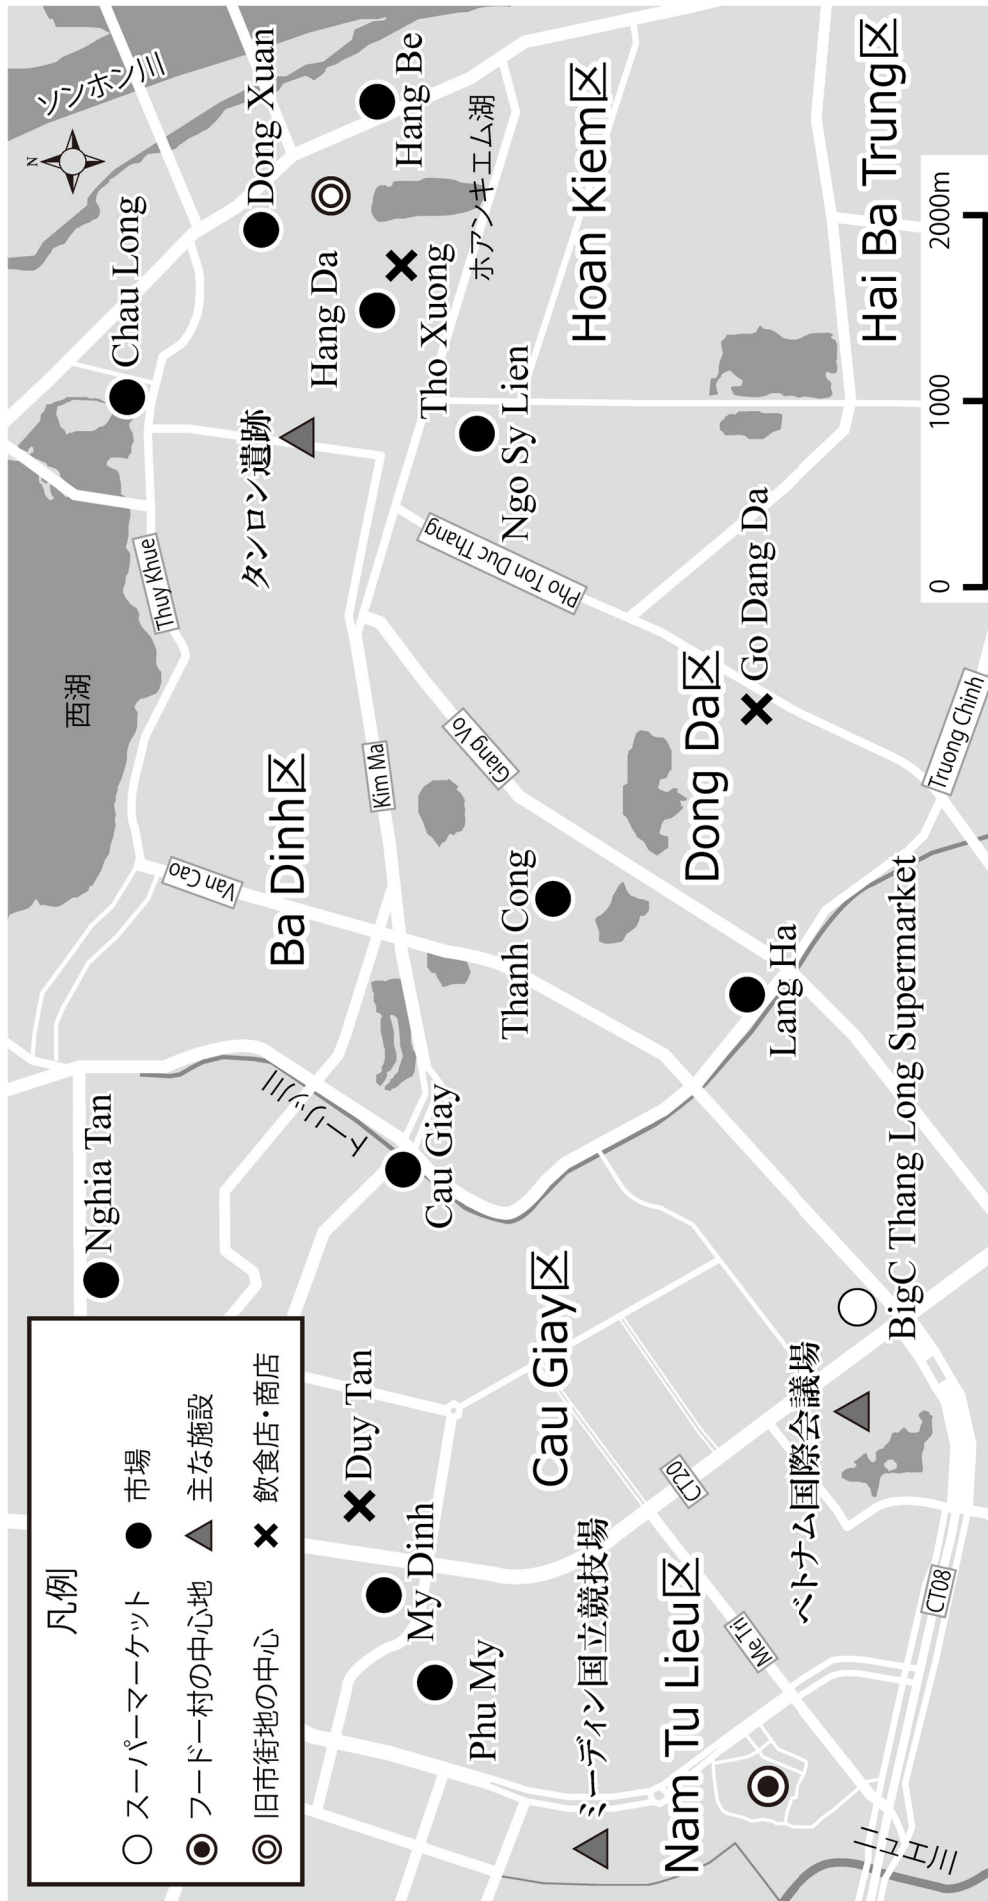 凡例
スーパーマーケット
市場
フードー村の中心地
主な施設
旧市街地の中心
飲食店・商店
Nghia Tan
西湖
Chau Long
N
ソンホン川
Thuy Khue
Dong Xuan
Van Cao
Ba Dinh区
タンロン遺跡
トーリッツ川
Hang Da
Duy Tan
Kim Ma
Hang Be
My Dinh
Cau Giay
Tho Xuong
Phu My
Giang Vo
Pho Ton Duc Thang
Ngo Sy Lien
ホアンキエム湖
Thanh Cong
Cau Giay区
Hoan Kiem区
ミーディン国立競技場
CT20
Nam Tu Lieu区
Dong Da区
Go Dang Da
Me Tri
Lang Ha
ベトナム国際会議場
BigC Thang Long Supermarket
Hai Ba Trung区
CT08
ニュエ川
Truong Chinh
0
1000
2000m